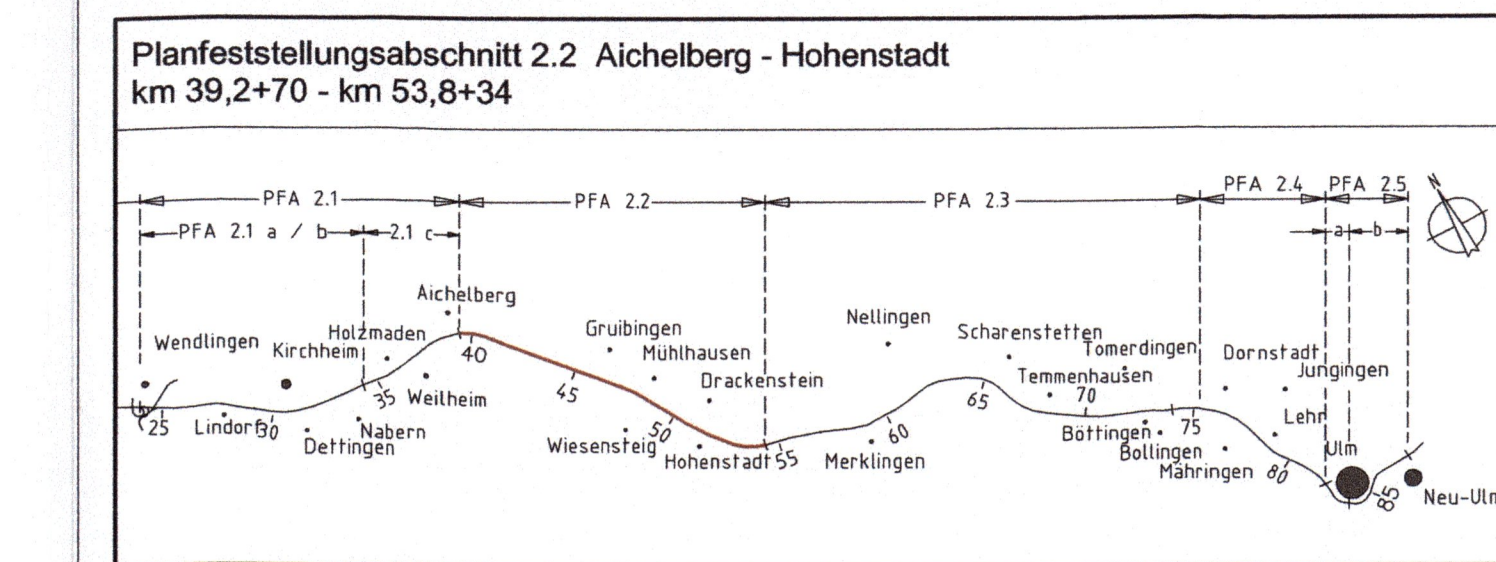 Planfeststellungsabschnitt 2.2 Aichelberg - Hohenstadt
km 39,2+70 - km 53,8+34
PFA 2.1
PFA 2.2
PFA 2.3
PFA 2.4
PFA 2.5
PFA 2.1 a / b
2.1 c
a
b
N
Aichelberg
Wendlingen
Kirchheim
Holzmaden
40
Gruibingen
Mühlhausen
Drackenstein
Nellingen
Scharenstetten
Tomerdingen
Temmenhausen
Dornstadt
Jungingen
25
Lindorf
30
Dettingen
Nabern
35
Weilheim
45
Wiesensteig
50
Hohenstadt
55
Merklingen
60
65
70
Böttingen
Bollingen
Mähringen
75
Lehr
80
Ulm
85
Neu-Ulm